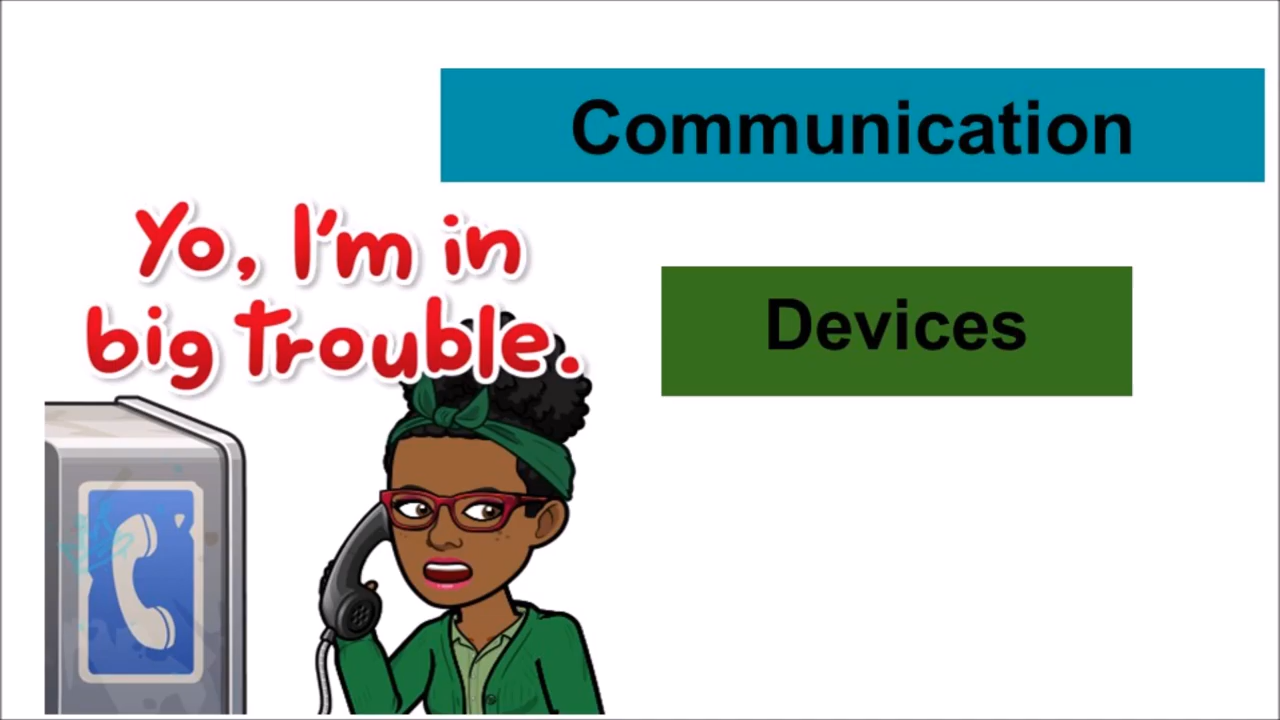 Communication
Yo, I'm in
big trouble.
Devices